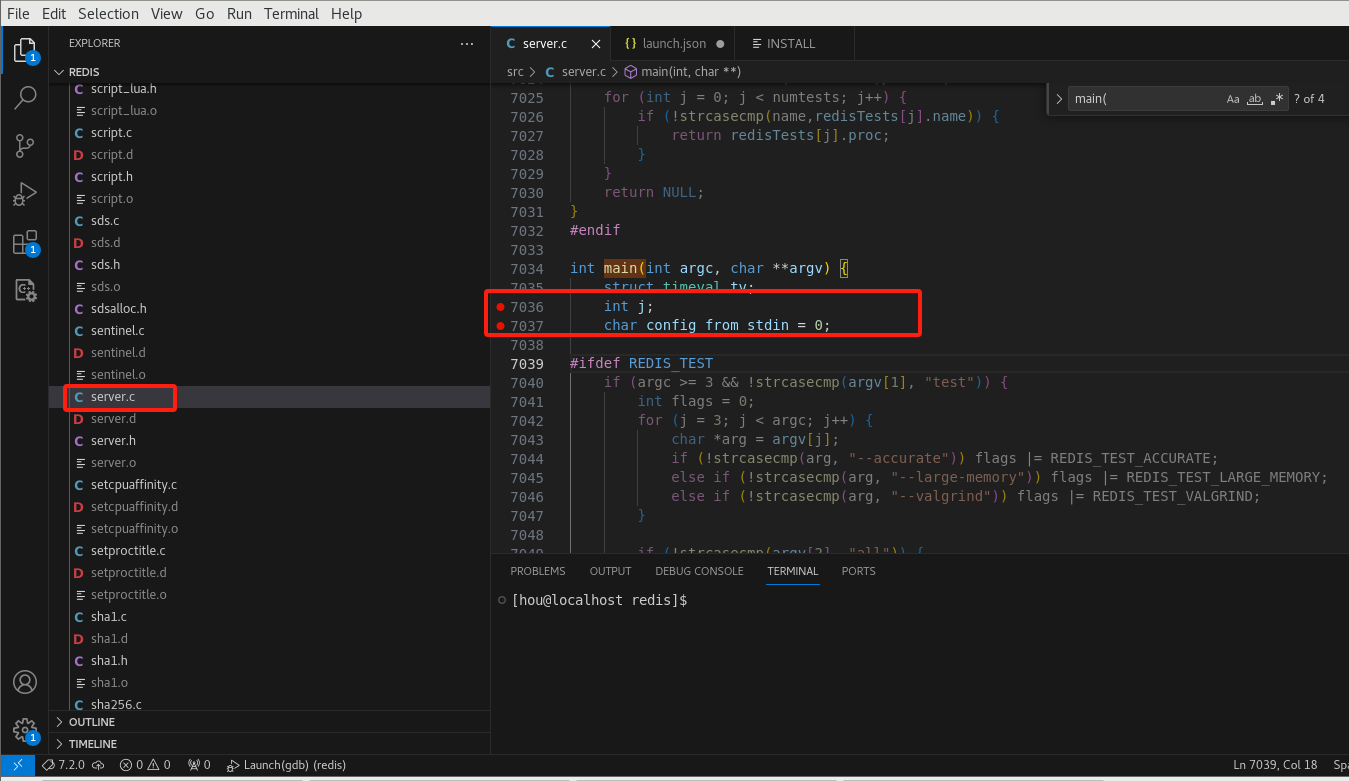 File Edit Selection View Go Run Terminal Help
EXPLORER
REDIS
script_lua.h
script_lua.o
script.c
script.d
script.h
script.o
sds.c
sds.d
sds.h
sds.o
sdsalloc.h
sentinel.c
sentinel.d
sentinel.o
server.c
server.d
server.h
server.o
setcpuaffinity.c
setcpuaffinity.d
setcpuaffinity.o
setproctitle.c
setproctitle.d
setproctitle.o
sha1.c
sha1.d
sha1.h
sha1.o
sha256.c
OUTLINE
TIMELINE
server.c launch.json INSTALL
src > server.c > main(int, char **)
main( Aa ab .* ? of 4
7025 for (int j = 0; j < numtests; j++) {
7026 if (!strcasecmp(name,redisTests[j].name)) {
7027 return redisTests[j].proc;
7028 }
7029 }
7030 return NULL;
7031 }
7032 #endif
7033
7034 int main(int argc, char **argv) {
7035 struct timeval tv;
7036 int j;
7037 char config_from_stdin = 0;
7038
7039 #ifdef REDIS_TEST
7040 if (argc >= 3 && !strcasecmp(argv[1], "test")) {
7041 int flags = 0;
7042 for (j = 3; j < argc; j++) {
7043 char *arg = argv[j];
7044 if (!strcasecmp(arg, "--accurate")) flags |= REDIS_TEST_ACCURATE;
7045 else if (!strcasecmp(arg, "--large-memory")) flags |= REDIS_TEST_LARGE_MEMORY;
7046 else if (!strcasecmp(arg, "--valgrind")) flags |= REDIS_TEST_VALGRIND;
7047 }
7048
7049 if (!strcasecmp(argv[2], "all")) {
PROBLEMS OUTPUT DEBUG CONSOLE TERMINAL PORTS
[hou@localhost redis]$
7.2.0 0 0 0 Launch(gdb) (redis) Ln 7039, Col 18 Spa